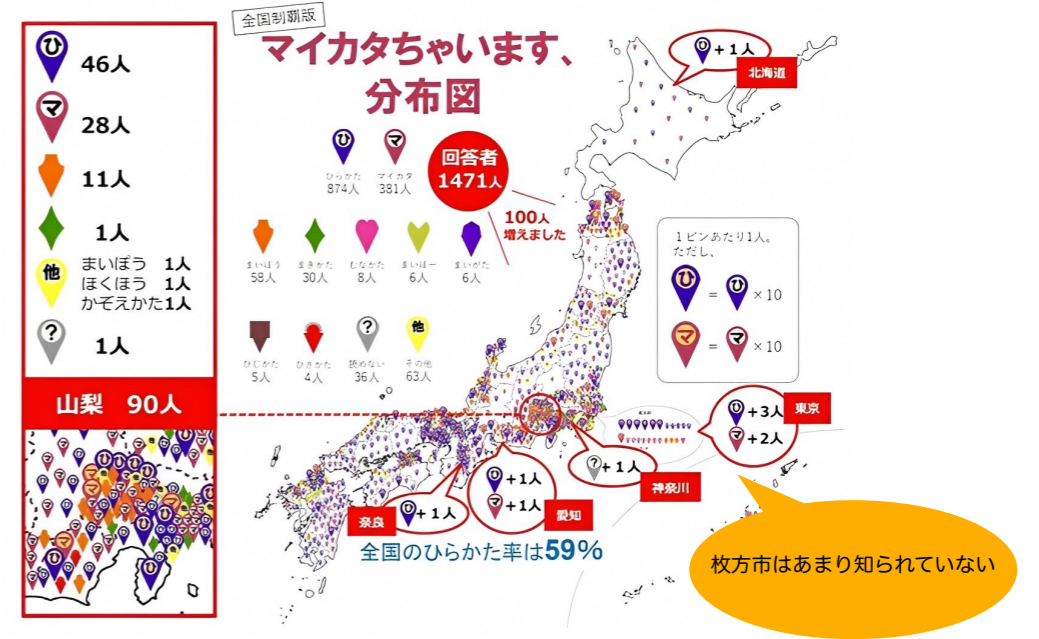 全国制覇版
マイカタちゃいます、
分布図
ひ 46人
マ 28人
11人
1人
他
まいぼう 1人
ほくほう 1人
かぞえかた1人
? 1人
山梨 90人
ひ マ
ひらかた マイカタ
874人 381人
回答者
1471人
100人
増えました
まいほう まきかた むなかた まいほー まいがた
58人 30人 8人 6人 6人
? 他
ひじかた ひきかた 読めない その他
5人 4人 36人 63人
ひ+1人
北海道
1ピンあたり1人。
ただし、
ひ = ひ ×10
マ = マ ×10
ひ+3人
マ+2人
東京
?+1人
神奈川
ひ+1人
マ+1人
愛知
ひ+1人
奈良
全国のひらかた率は59%
枚方市はあまり知られていない